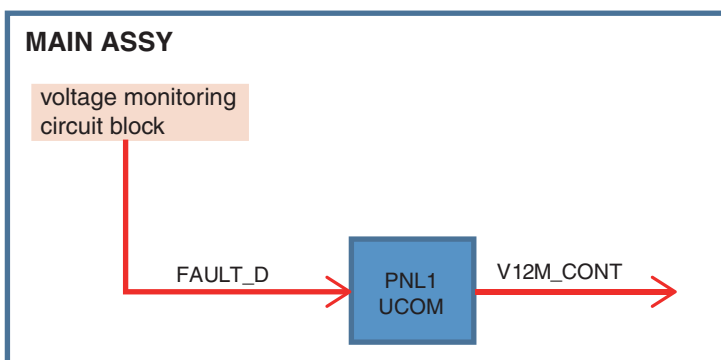 MAIN ASSY
voltage monitoring
circuit block
FAULT_D
PNL1
UCOM
V12M_CONT